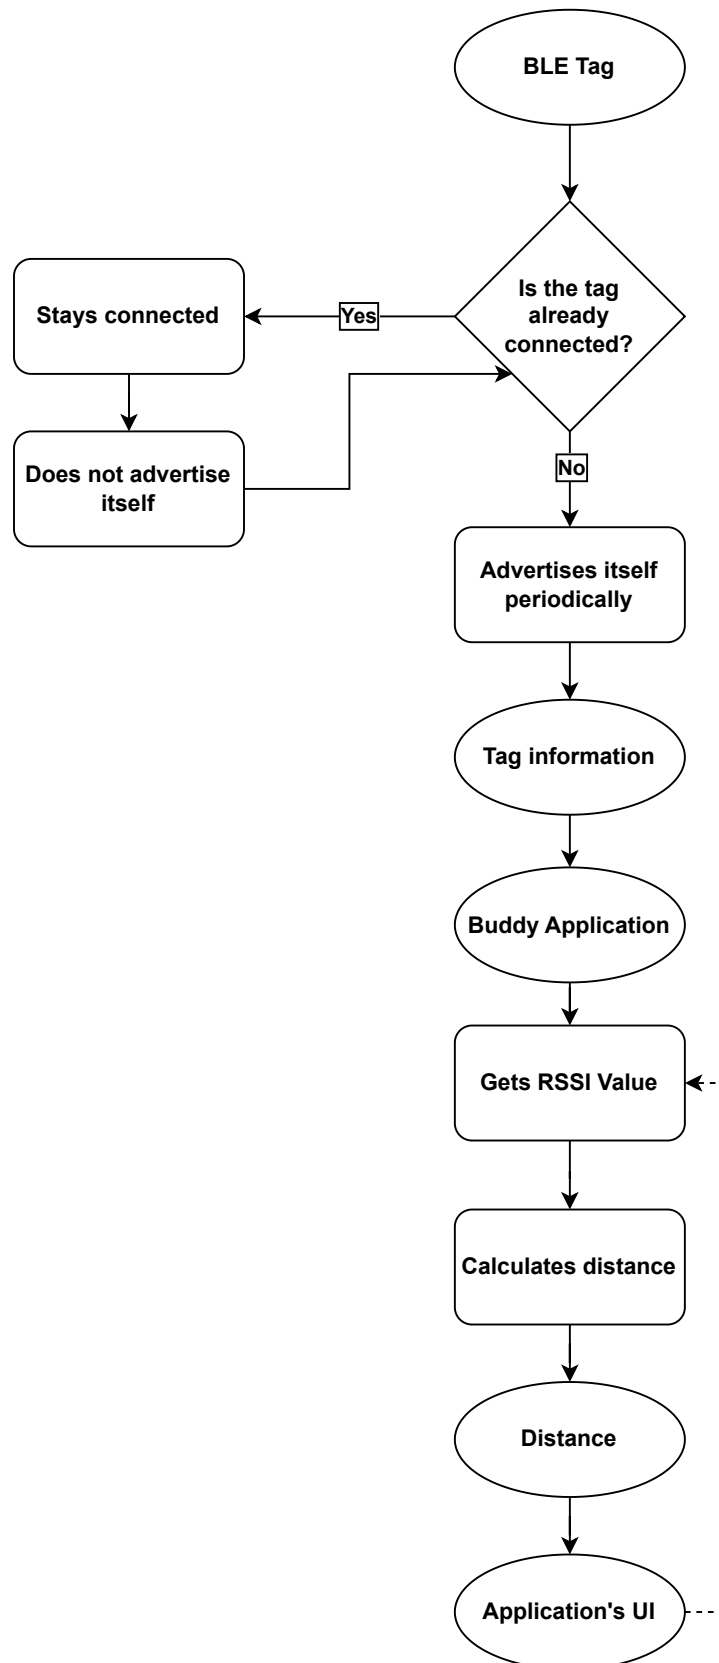 BLE Tag
Is the tag
already
connected?
Yes
Stays connected
Does not advertise
itself
No
Advertises itself
periodically
Tag information
Buddy Application
Gets RSSI Value
Calculates distance
Distance
Application's UI